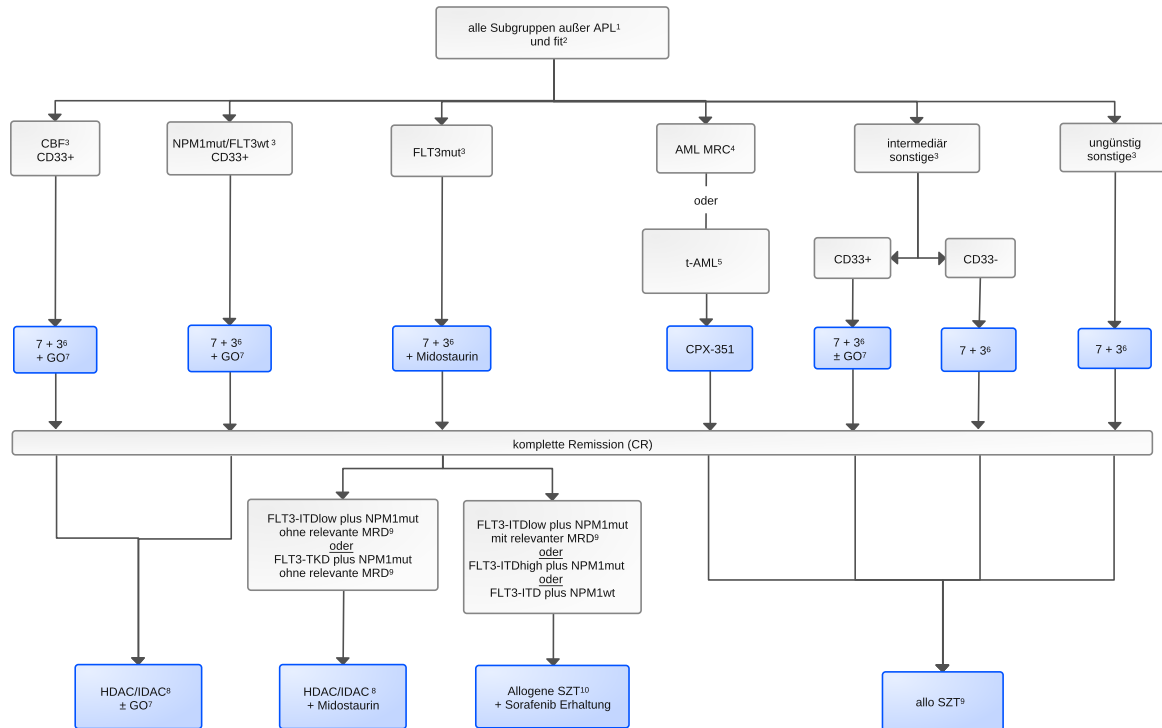 alle Subgruppen außer APL¹
und fit²
CBF³
CD33+
NPM1mut/FLT3wt ³
CD33+
FLT3mut³
AML MRC⁴
intermediär
sonstige³
ungünstig
sonstige³
oder
t-AML⁵
CD33+
CD33-
7 + 3⁶
+ GO⁷
7 + 3⁶
+ GO⁷
7 + 3⁶
+ Midostaurin
CPX-351
7 + 3⁶
± GO⁷
7 + 3⁶
7 + 3⁶
komplette Remission (CR)
FLT3-ITDlow plus NPM1mut
ohne relevante MRD⁹
oder
FLT3-TKD plus NPM1mut
ohne relevante MRD⁹
FLT3-ITDlow plus NPM1mut
mit relevanter MRD⁹
oder
FLT3-ITDhigh plus NPM1mut
oder
FLT3-ITD plus NPM1wt
HDAC/IDAC⁸
± GO⁷
HDAC/IDAC ⁸
+ Midostaurin
Allogene SZT¹⁰
+ Sorafenib Erhaltung
allo SZT⁹